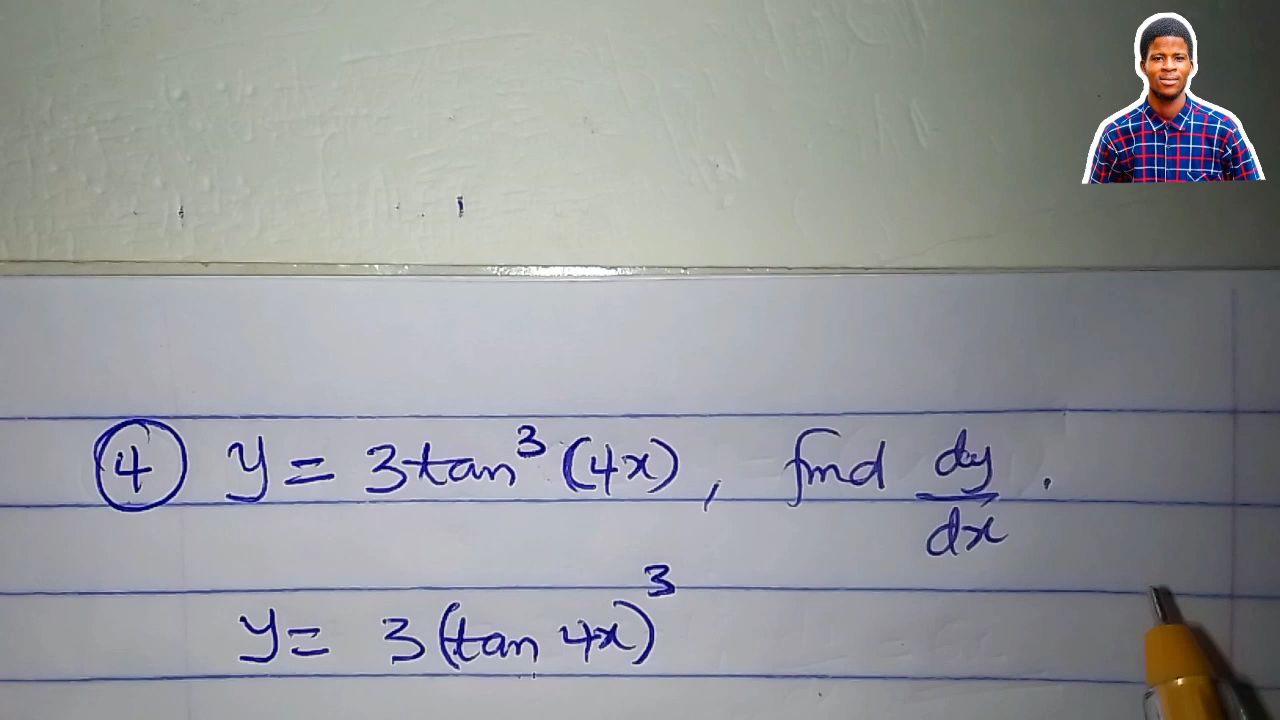 ④ y = 3tan³(4x), find dy/dx.
y = 3(tan 4x)³